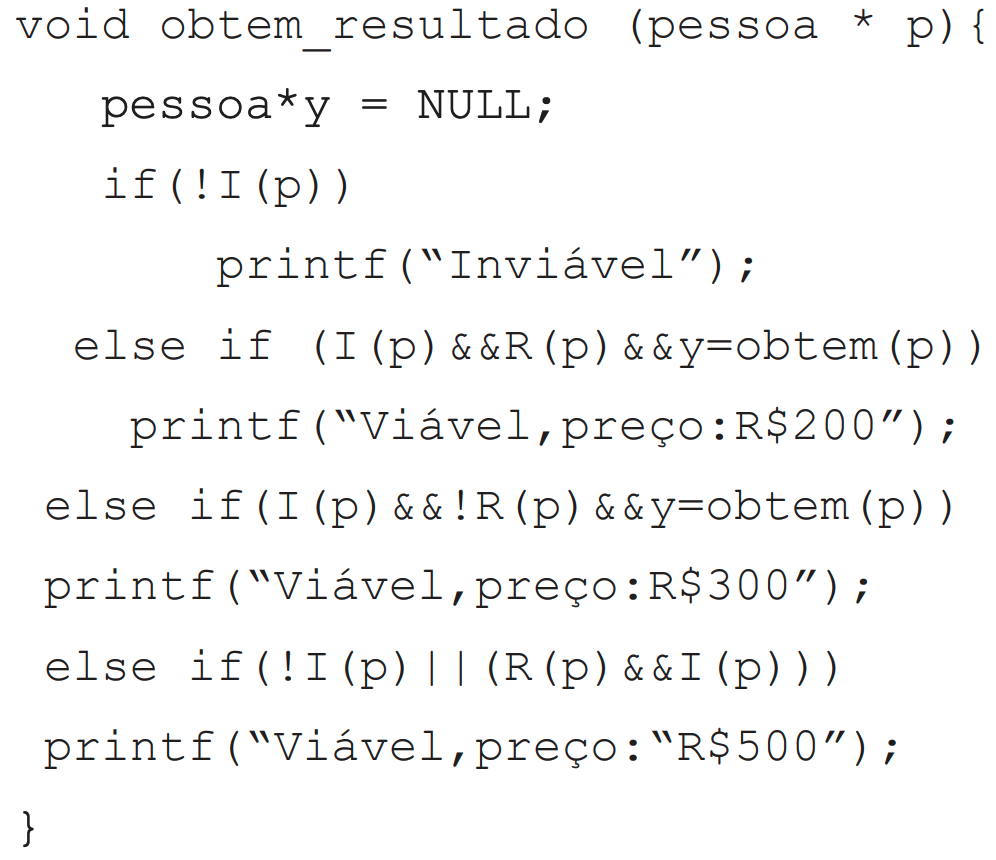 void obtem_resultado (pessoa * p){
pessoa*y = NULL;
if(!I(p))
printf(“Inviável”);
else if (I(p)&&R(p)&&y=obtem(p))
printf(“Viável,preço:R$200”);
else if(I(p)&&!R(p)&&y=obtem(p))
printf(“Viável,preço:R$300”);
else if(!I(p)||(R(p)&&I(p)))
printf(“Viável,preço:“R$500”);
}